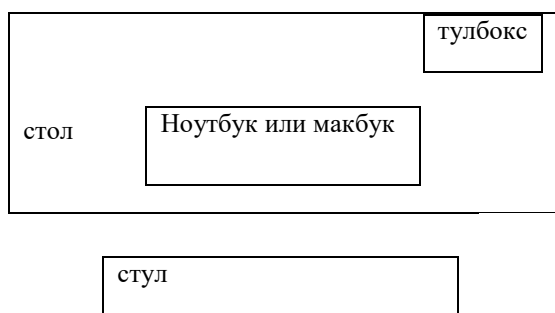 тулбокс
стол
Ноутбук или макбук
стул